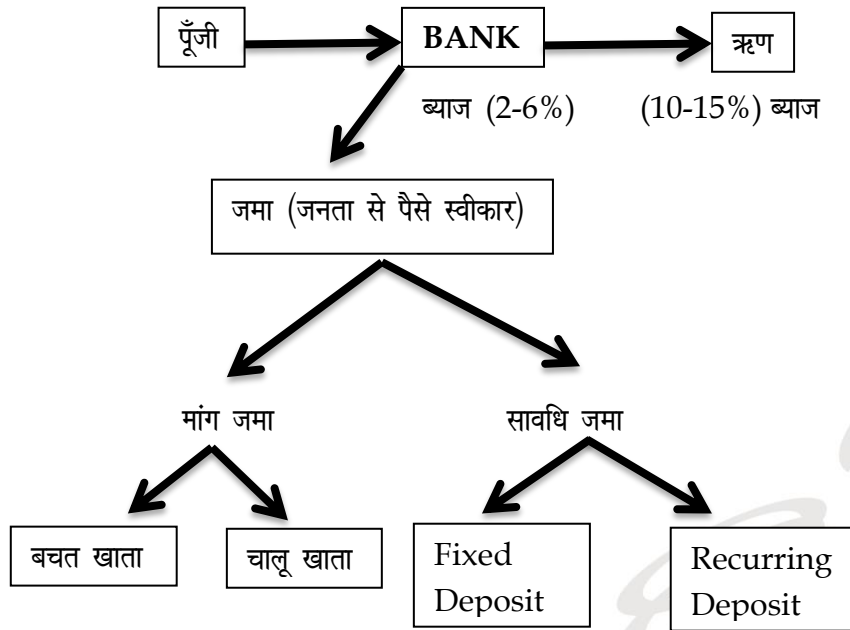 पूँजी BANK ऋण
ब्याज (2-6%) (10-15%) ब्याज
जमा (जनता से पैसे स्वीकार)
मांग जमा सावधि जमा
बचत खाता चालू खाता
Fixed
Deposit
Recurring
Deposit